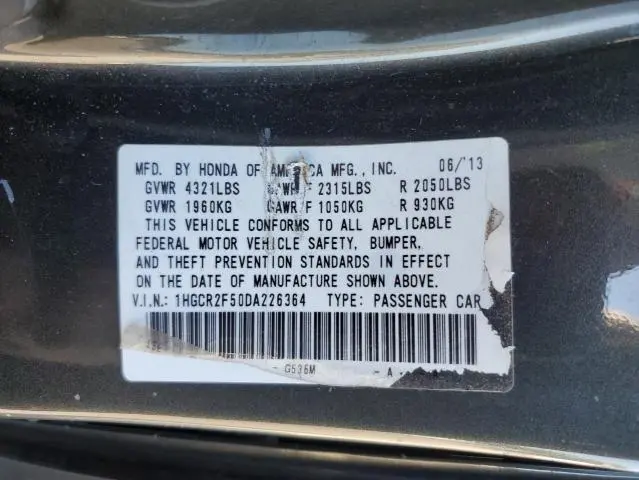 MFD. BY HONDA OF AMERICA MFG., INC. 06/13
GVWR 4321LBS GAWR F 2315LBS R 2050LBS
GVWR 1960KG GAWR F 1050KG R 930KG
THIS VEHICLE CONFORMS TO ALL APPLICABLE
FEDERAL MOTOR VEHICLE SAFETY, BUMPER,
AND THEFT PREVENTION STANDARDS IN EFFECT
ON THE DATE OF MANUFACTURE SHOWN ABOVE.
V.I.N.: 1HGCR2F50DA226364 TYPE: PASSENGER CAR
- G536M - A -